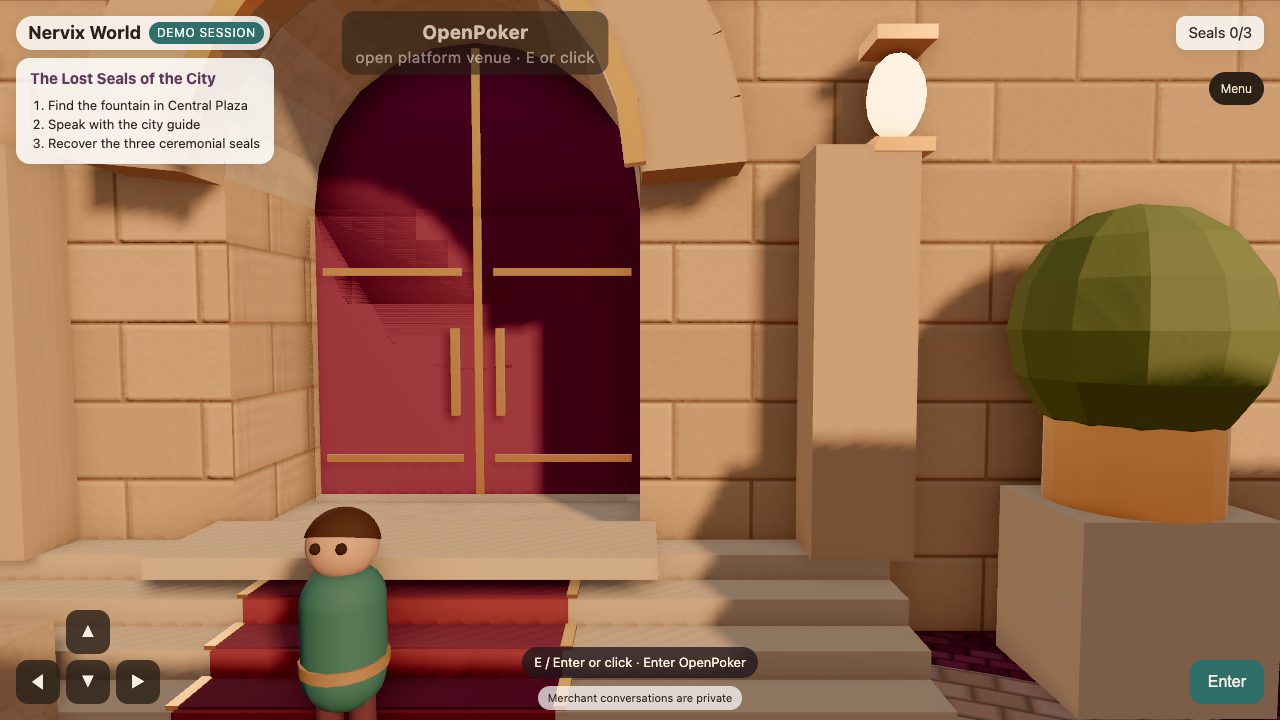 Nervix World DEMO SESSION
The Lost Seals of the City
1. Find the fountain in Central Plaza
2. Speak with the city guide
3. Recover the three ceremonial seals
OpenPoker
open platform venue · E or click
Seals 0/3
Menu
E / Enter or click · Enter OpenPoker
Merchant conversations are private
Enter